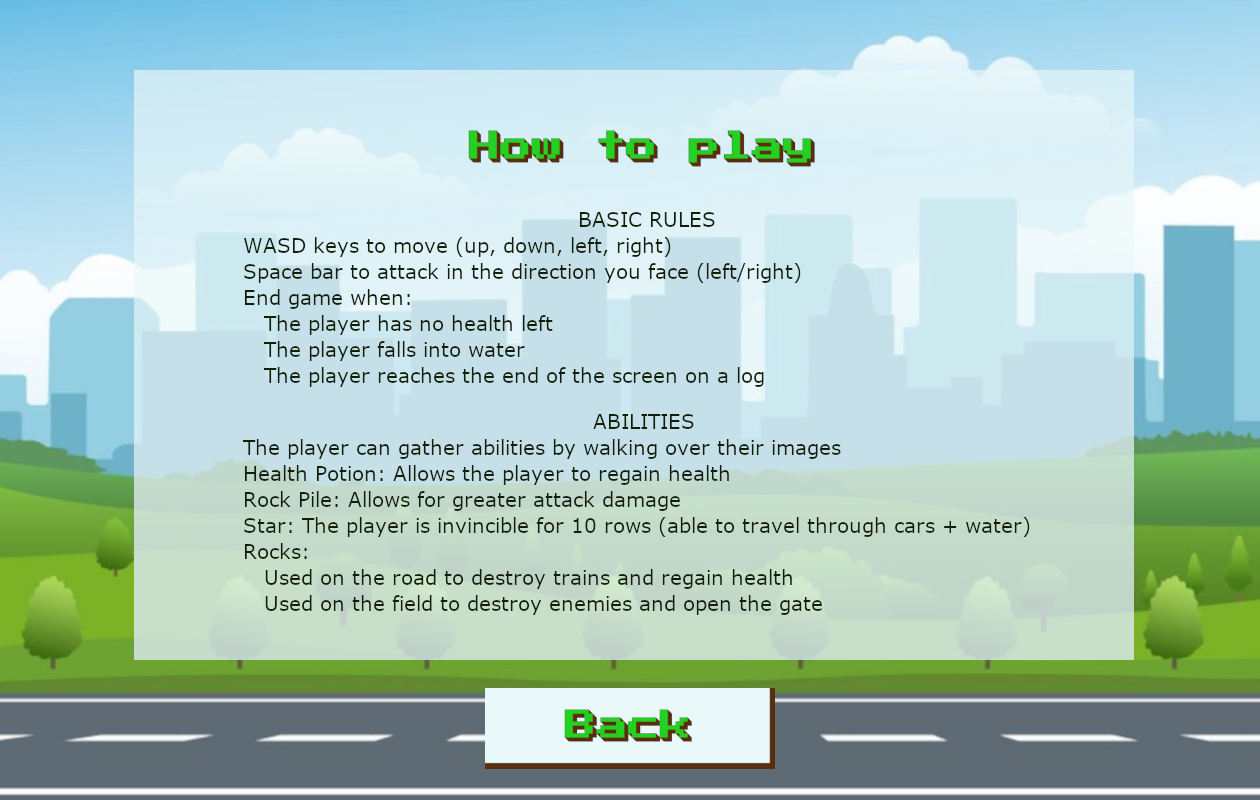 How to play
BASIC RULES
WASD keys to move (up, down, left, right)
Space bar to attack in the direction you face (left/right)
End game when:
The player has no health left
The player falls into water
The player reaches the end of the screen on a log
ABILITIES
The player can gather abilities by walking over their images
Health Potion: Allows the player to regain health
Rock Pile: Allows for greater attack damage
Star: The player is invincible for 10 rows (able to travel through cars + water)
Rocks:
Used on the road to destroy trains and regain health
Used on the field to destroy enemies and open the gate
Back